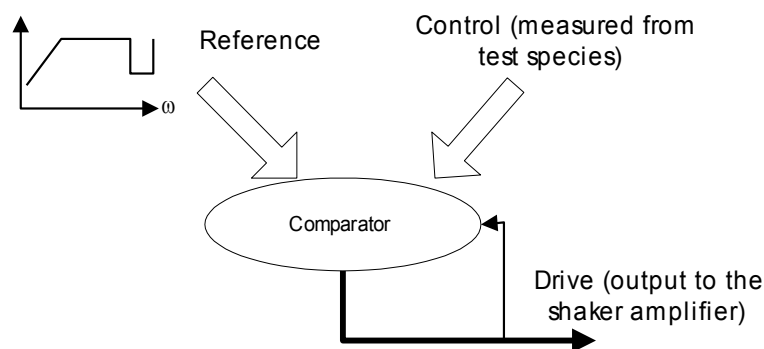 Reference
Control (measured from
test species)
ω
Comparator
Drive (output to the
shaker amplifier)